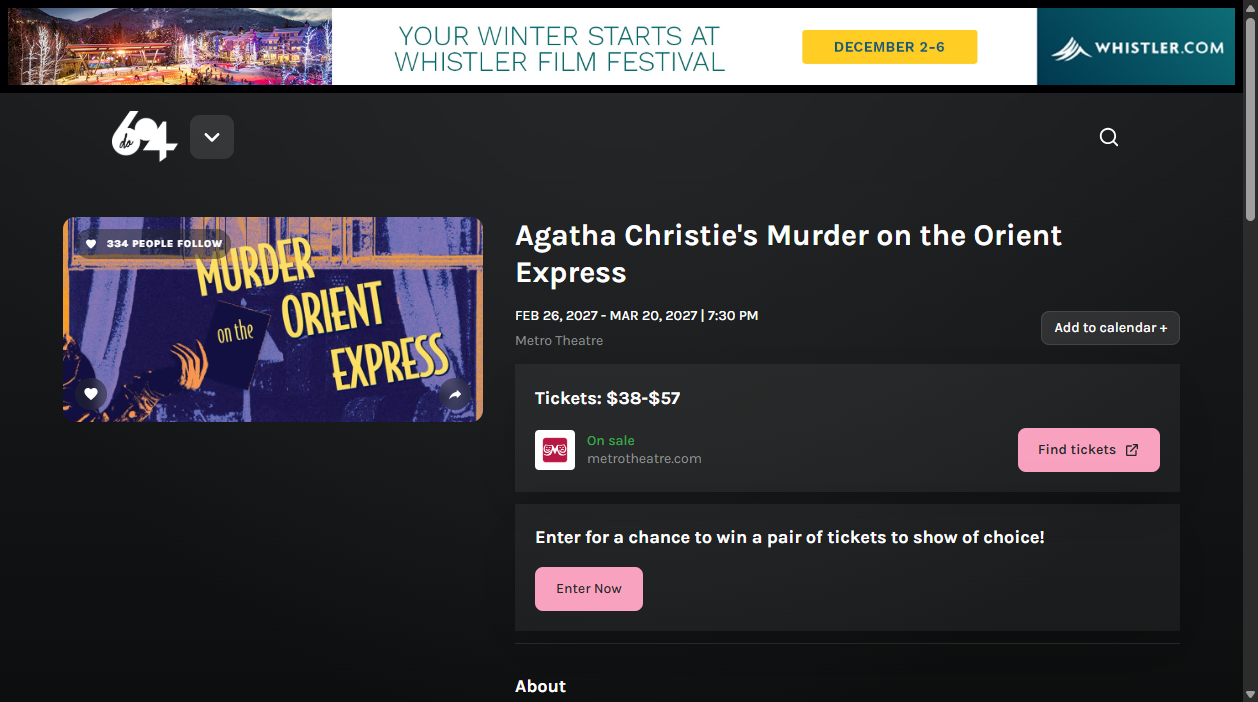 YOUR WINTER STARTS AT
WHISTLER FILM FESTIVAL
DECEMBER 2-6
WHISTLER.COM
do604
334 PEOPLE FOLLOW
MURDER
on the
ORIENT
EXPRESS
Agatha Christie's Murder on the Orient
Express
FEB 26, 2027 - MAR 20, 2027 | 7:30 PM
Metro Theatre
Add to calendar +
Tickets: $38-$57
On sale
metrotheatre.com
Find tickets
Enter for a chance to win a pair of tickets to show of choice!
Enter Now
About